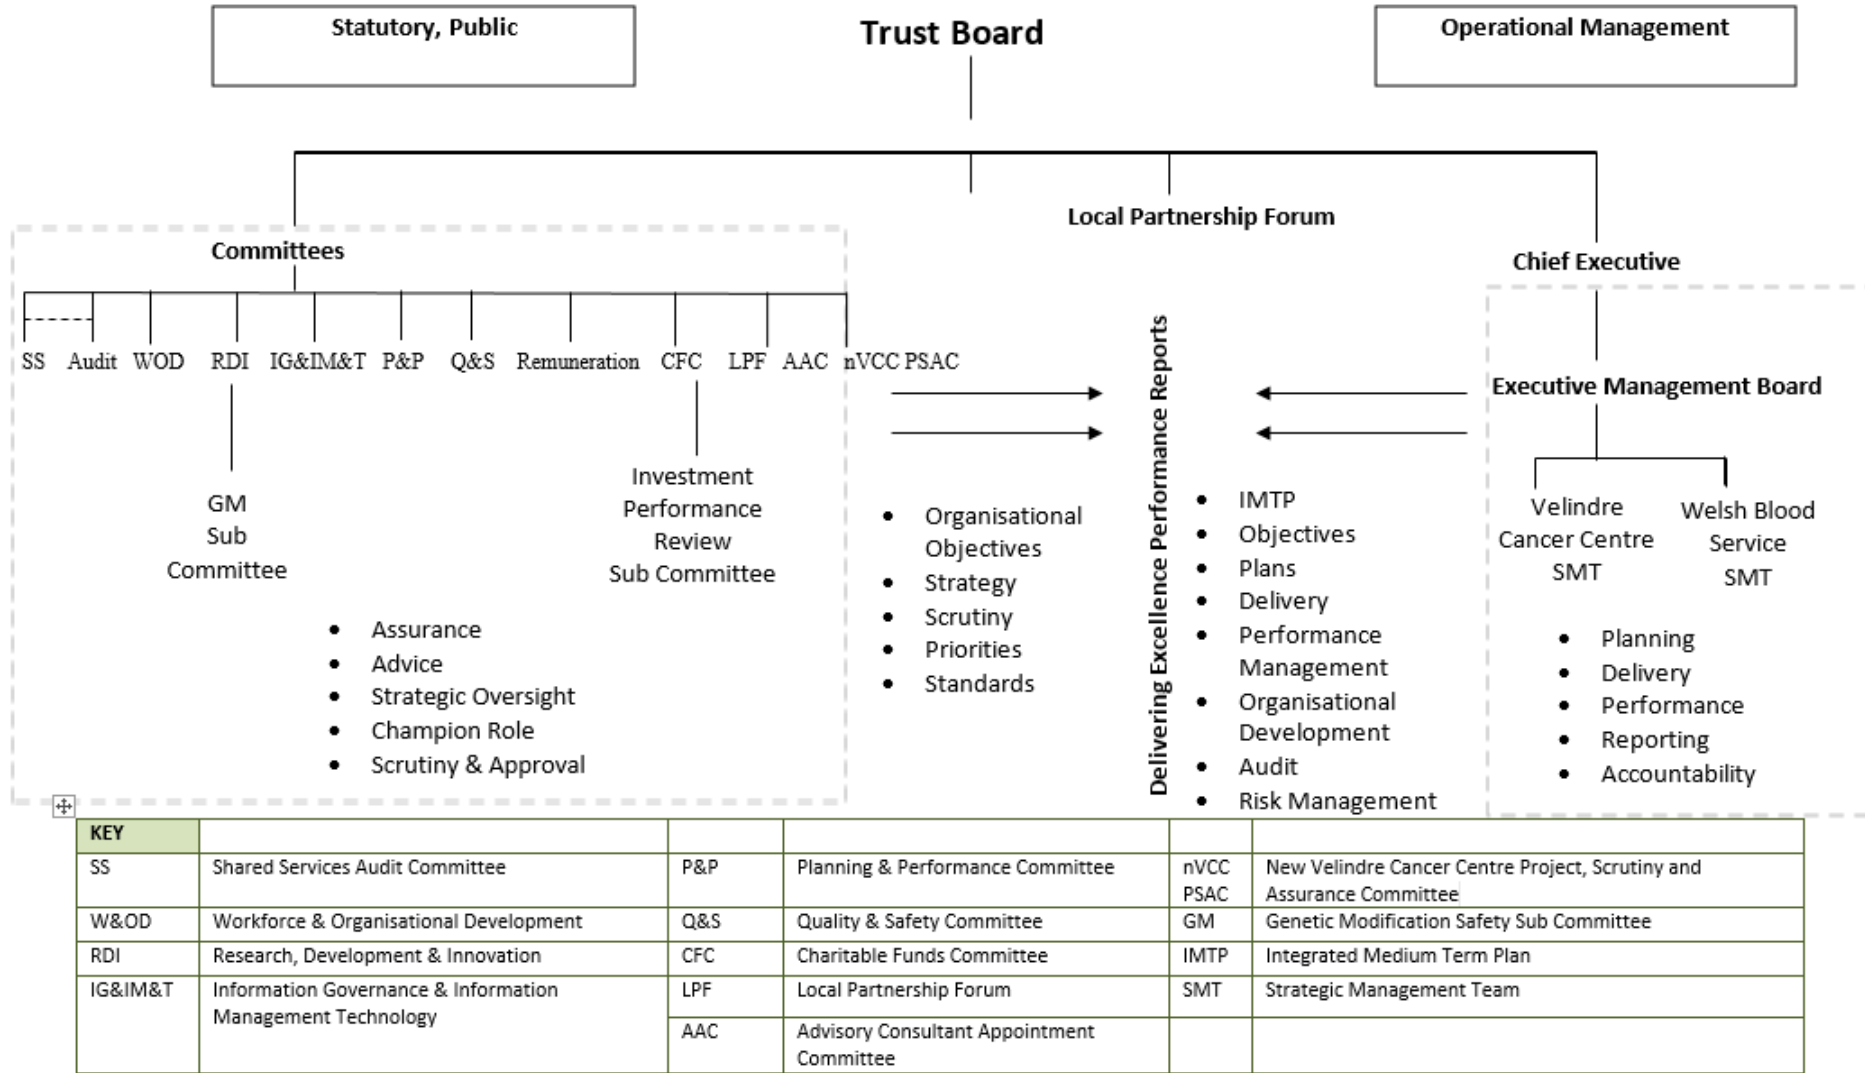 Statutory, Public
Trust Board
Operational Management
Local Partnership Forum
Committees
Chief Executive
SS Audit WOD RDI IG&IM&T P&P Q&S Remuneration CFC LPF AAC nVCC PSAC
GM
Sub
Committee
Investment
Performance
Review
Sub Committee
• Assurance
• Advice
• Strategic Oversight
• Champion Role
• Scrutiny & Approval
• Organisational
Objectives
• Strategy
• Scrutiny
• Priorities
• Standards
Delivering Excellence Performance Reports
• IMTP
• Objectives
• Plans
• Delivery
• Performance
Management
• Organisational
Development
• Audit
• Risk Management
Executive Management Board
Velindre
Cancer Centre
SMT
Welsh Blood
Service
SMT
• Planning
• Delivery
• Performance
• Reporting
• Accountability
KEY
SS Shared Services Audit Committee P&P Planning & Performance Committee nVCC New Velindre Cancer Centre Project, Scrutiny and
PSAC Assurance Committee
W&OD Workforce & Organisational Development Q&S Quality & Safety Committee GM Genetic Modification Safety Sub Committee
RDI Research, Development & Innovation CFC Charitable Funds Committee IMTP Integrated Medium Term Plan
IG&IM&T Information Governance & Information LPF Local Partnership Forum SMT Strategic Management Team
Management Technology
AAC Advisory Consultant Appointment
Committee